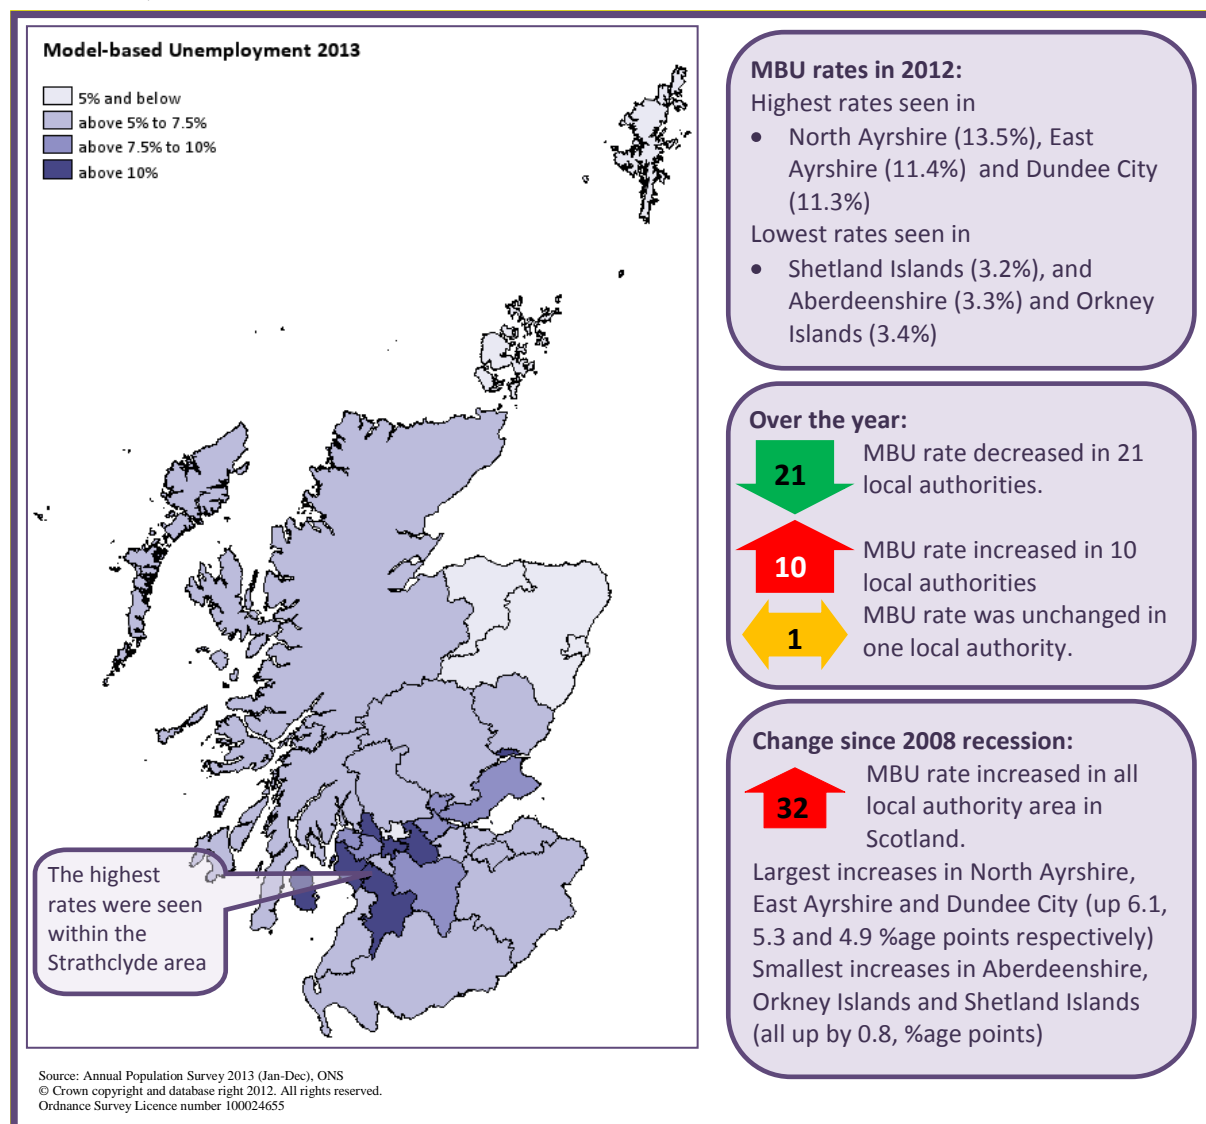 Model-based Unemployment 2013
5% and below
above 5% to 7.5%
above 7.5% to 10%
above 10%
The highest
rates were seen
within the
Strathclyde area
MBU rates in 2012:
Highest rates seen in
• North Ayrshire (13.5%), East
Ayrshire (11.4%) and Dundee City
(11.3%)
Lowest rates seen in
• Shetland Islands (3.2%), and
Aberdeenshire (3.3%) and Orkney
Islands (3.4%)
Over the year:
21
MBU rate decreased in 21
local authorities.
10
MBU rate increased in 10
local authorities
1
MBU rate was unchanged in
one local authority.
Change since 2008 recession:
32
MBU rate increased in all
local authority area in
Scotland.
Largest increases in North Ayrshire,
East Ayrshire and Dundee City (up 6.1,
5.3 and 4.9 %age points respectively)
Smallest increases in Aberdeenshire,
Orkney Islands and Shetland Islands
(all up by 0.8, %age points)
Source: Annual Population Survey 2013 (Jan-Dec), ONS
© Crown copyright and database right 2012. All rights reserved.
Ordnance Survey Licence number 100024655